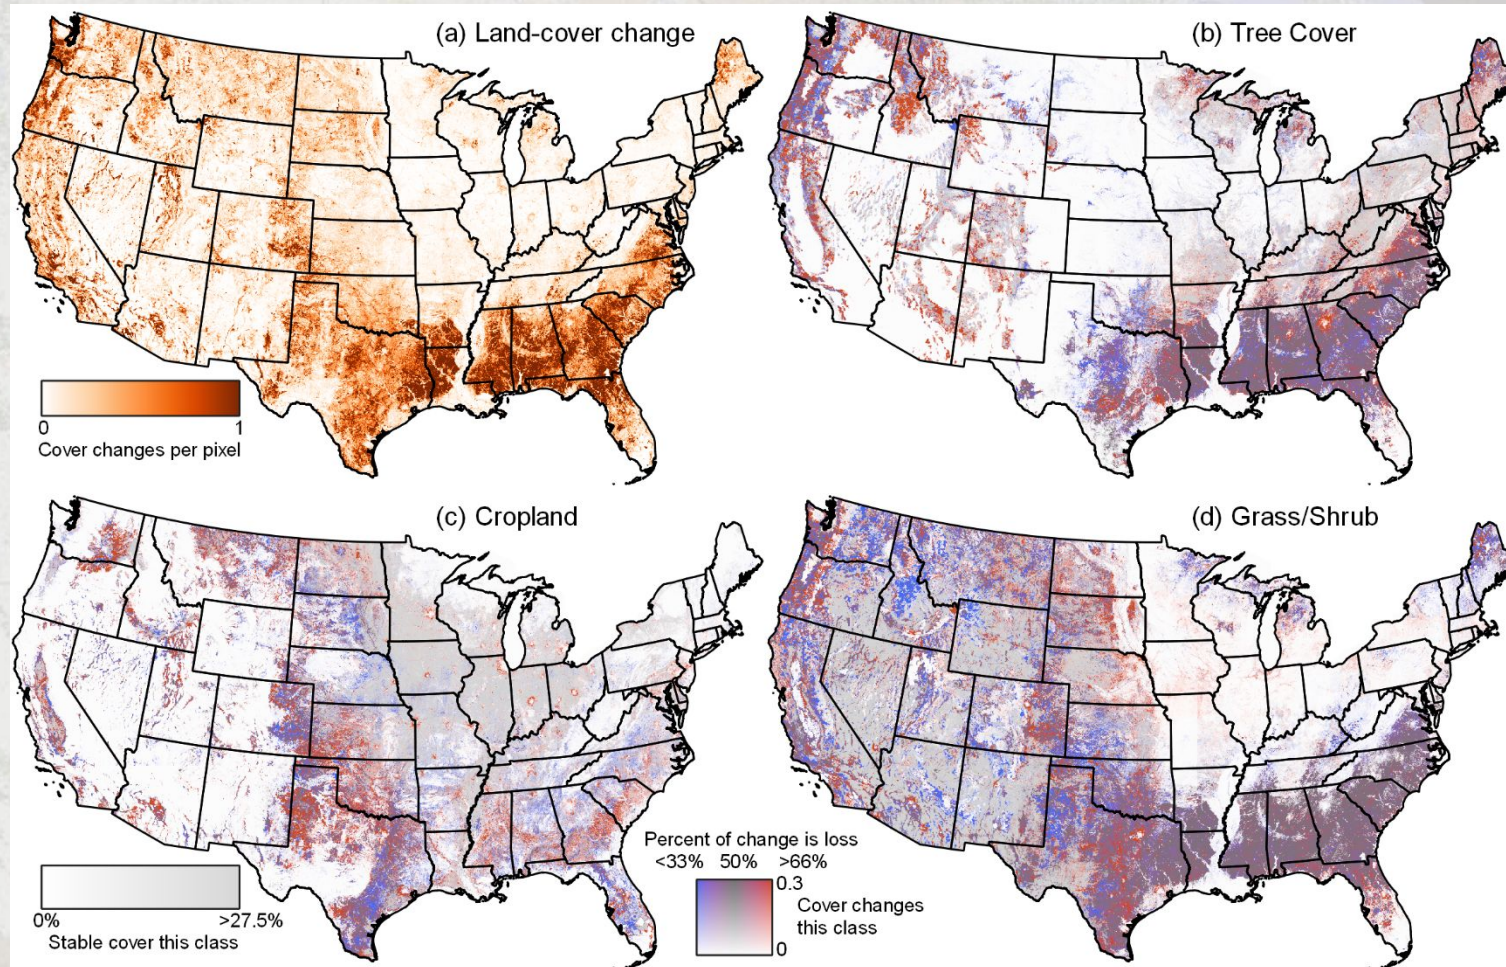 (a) Land-cover change
(b) Tree Cover
0 1
Cover changes per pixel
(c) Cropland
(d) Grass/Shrub
0% >27.5%
Stable cover this class
Percent of change is loss
<33% 50% >66%
0.3
Cover changes
this class
0